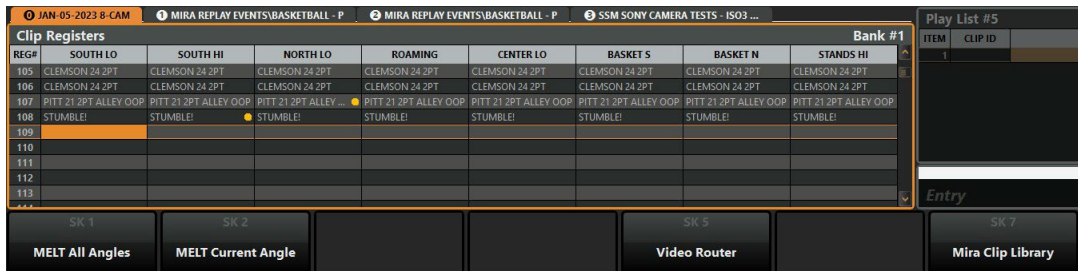 0 JAN-05-2023 8-CAM 1 MIRA REPLAY EVENTS\BASKETBALL - P 2 MIRA REPLAY EVENTS\BASKETBALL - P 3 SSM SONY CAMERA TESTS - ISO3 ... Play List #5
Clip Registers Bank #1 ITEM CLIP ID
REG# SOUTH LO SOUTH HI NORTH LO ROAMING CENTER LO BASKET S BASKET N STANDS HI 1
105 CLEMSON 24 2PT CLEMSON 24 2PT CLEMSON 24 2PT CLEMSON 24 2PT CLEMSON 24 2PT CLEMSON 24 2PT CLEMSON 24 2PT CLEMSON 24 2PT
106 CLEMSON 24 2PT CLEMSON 24 2PT CLEMSON 24 2PT CLEMSON 24 2PT CLEMSON 24 2PT CLEMSON 24 2PT CLEMSON 24 2PT CLEMSON 24 2PT
107 PITT 21 2PT ALLEY OOP PITT 21 2PT ALLEY OOP PITT 21 2PT ALLEY ... PITT 21 2PT ALLEY OOP PITT 21 2PT ALLEY OOP PITT 21 2PT ALLEY OOP PITT 21 2PT ALLEY OOP PITT 21 2PT ALLEY OOP
108 STUMBLE! STUMBLE! STUMBLE! STUMBLE! STUMBLE! STUMBLE! STUMBLE! STUMBLE!
109
110
111
112
113 Entry
SK 1 SK 2 SK 5 SK 7
MELT All Angles MELT Current Angle Video Router Mira Clip Library